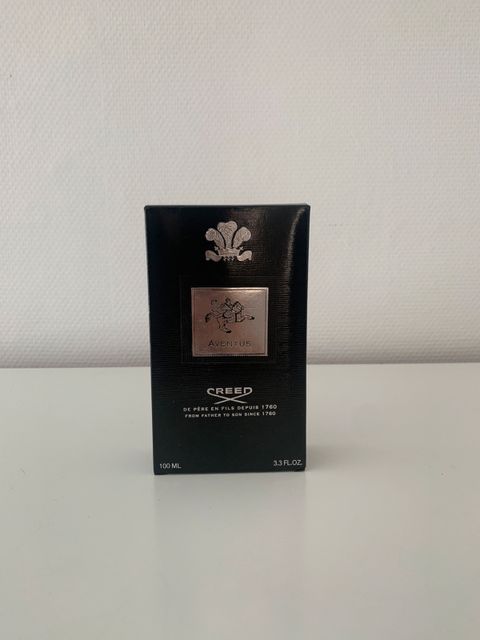 AVENTUS
CREED
DE PÈRE EN FILS DEPUIS 1760
FROM FATHER TO SON SINCE 1760
100 ML
3.3 FL.OZ.